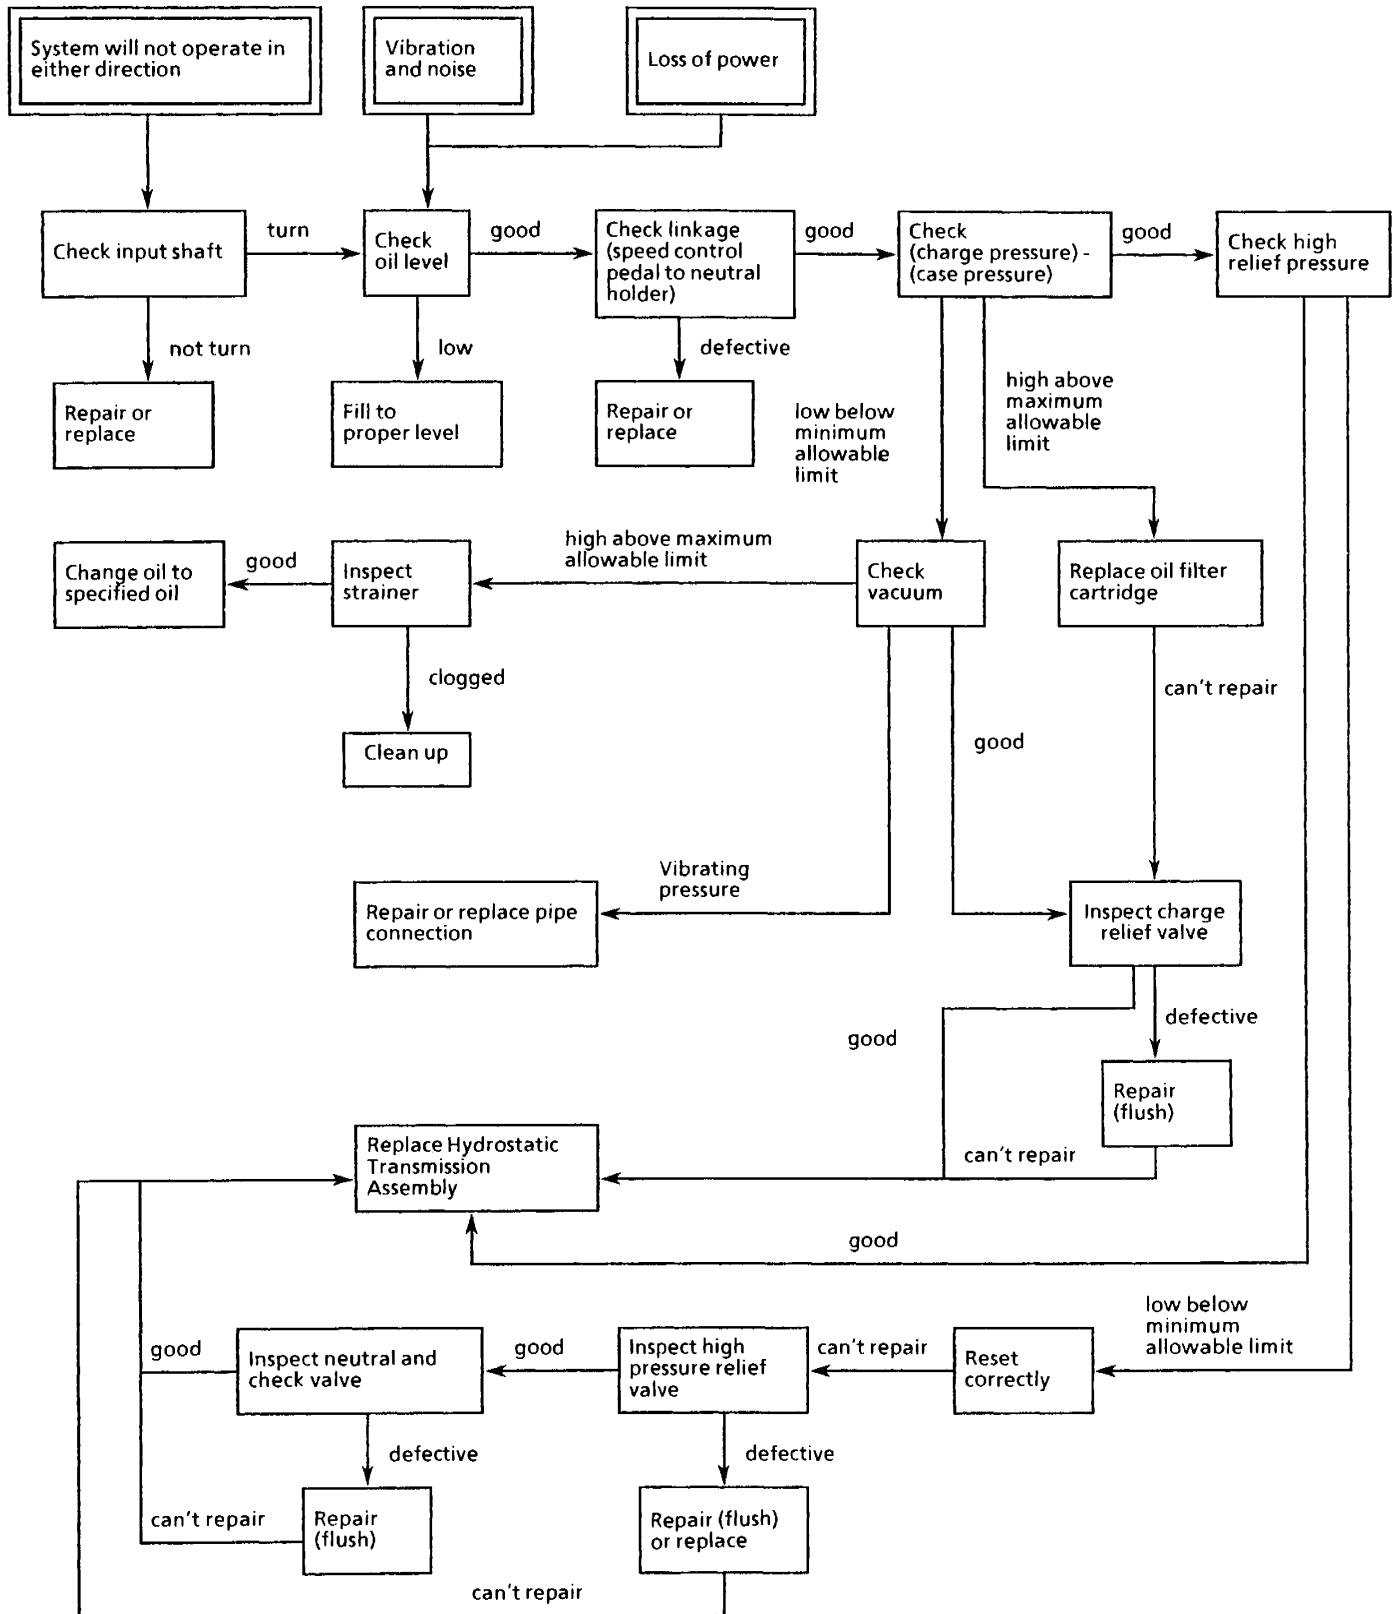 System will not operate in
either direction
Vibration
and noise
Loss of power
Check input shaft
turn
Check
oil level
good
Check linkage
(speed control
pedal to neutral
holder)
good
Check
(charge pressure) -
(case pressure)
good
Check high
relief pressure
not turn
low
defective
Repair or
replace
Fill to
proper level
Repair or
replace
low below
minimum
allowable
limit
high above
maximum
allowable
limit
Change oil to
specified oil
good
Inspect
strainer
high above maximum
allowable limit
Check
vacuum
Replace oil filter
cartridge
clogged
can't repair
good
Clean up
Vibrating
pressure
Repair or replace pipe
connection
Inspect charge
relief valve
good
defective
Repair
(flush)
Replace Hydrostatic
Transmission
Assembly
can't repair
good
low below
minimum
allowable limit
good
Inspect neutral and
check valve
good
Inspect high
pressure relief
valve
can't repair
Reset
correctly
defective
defective
can't repair
Repair
(flush)
Repair (flush)
or replace
can't repair